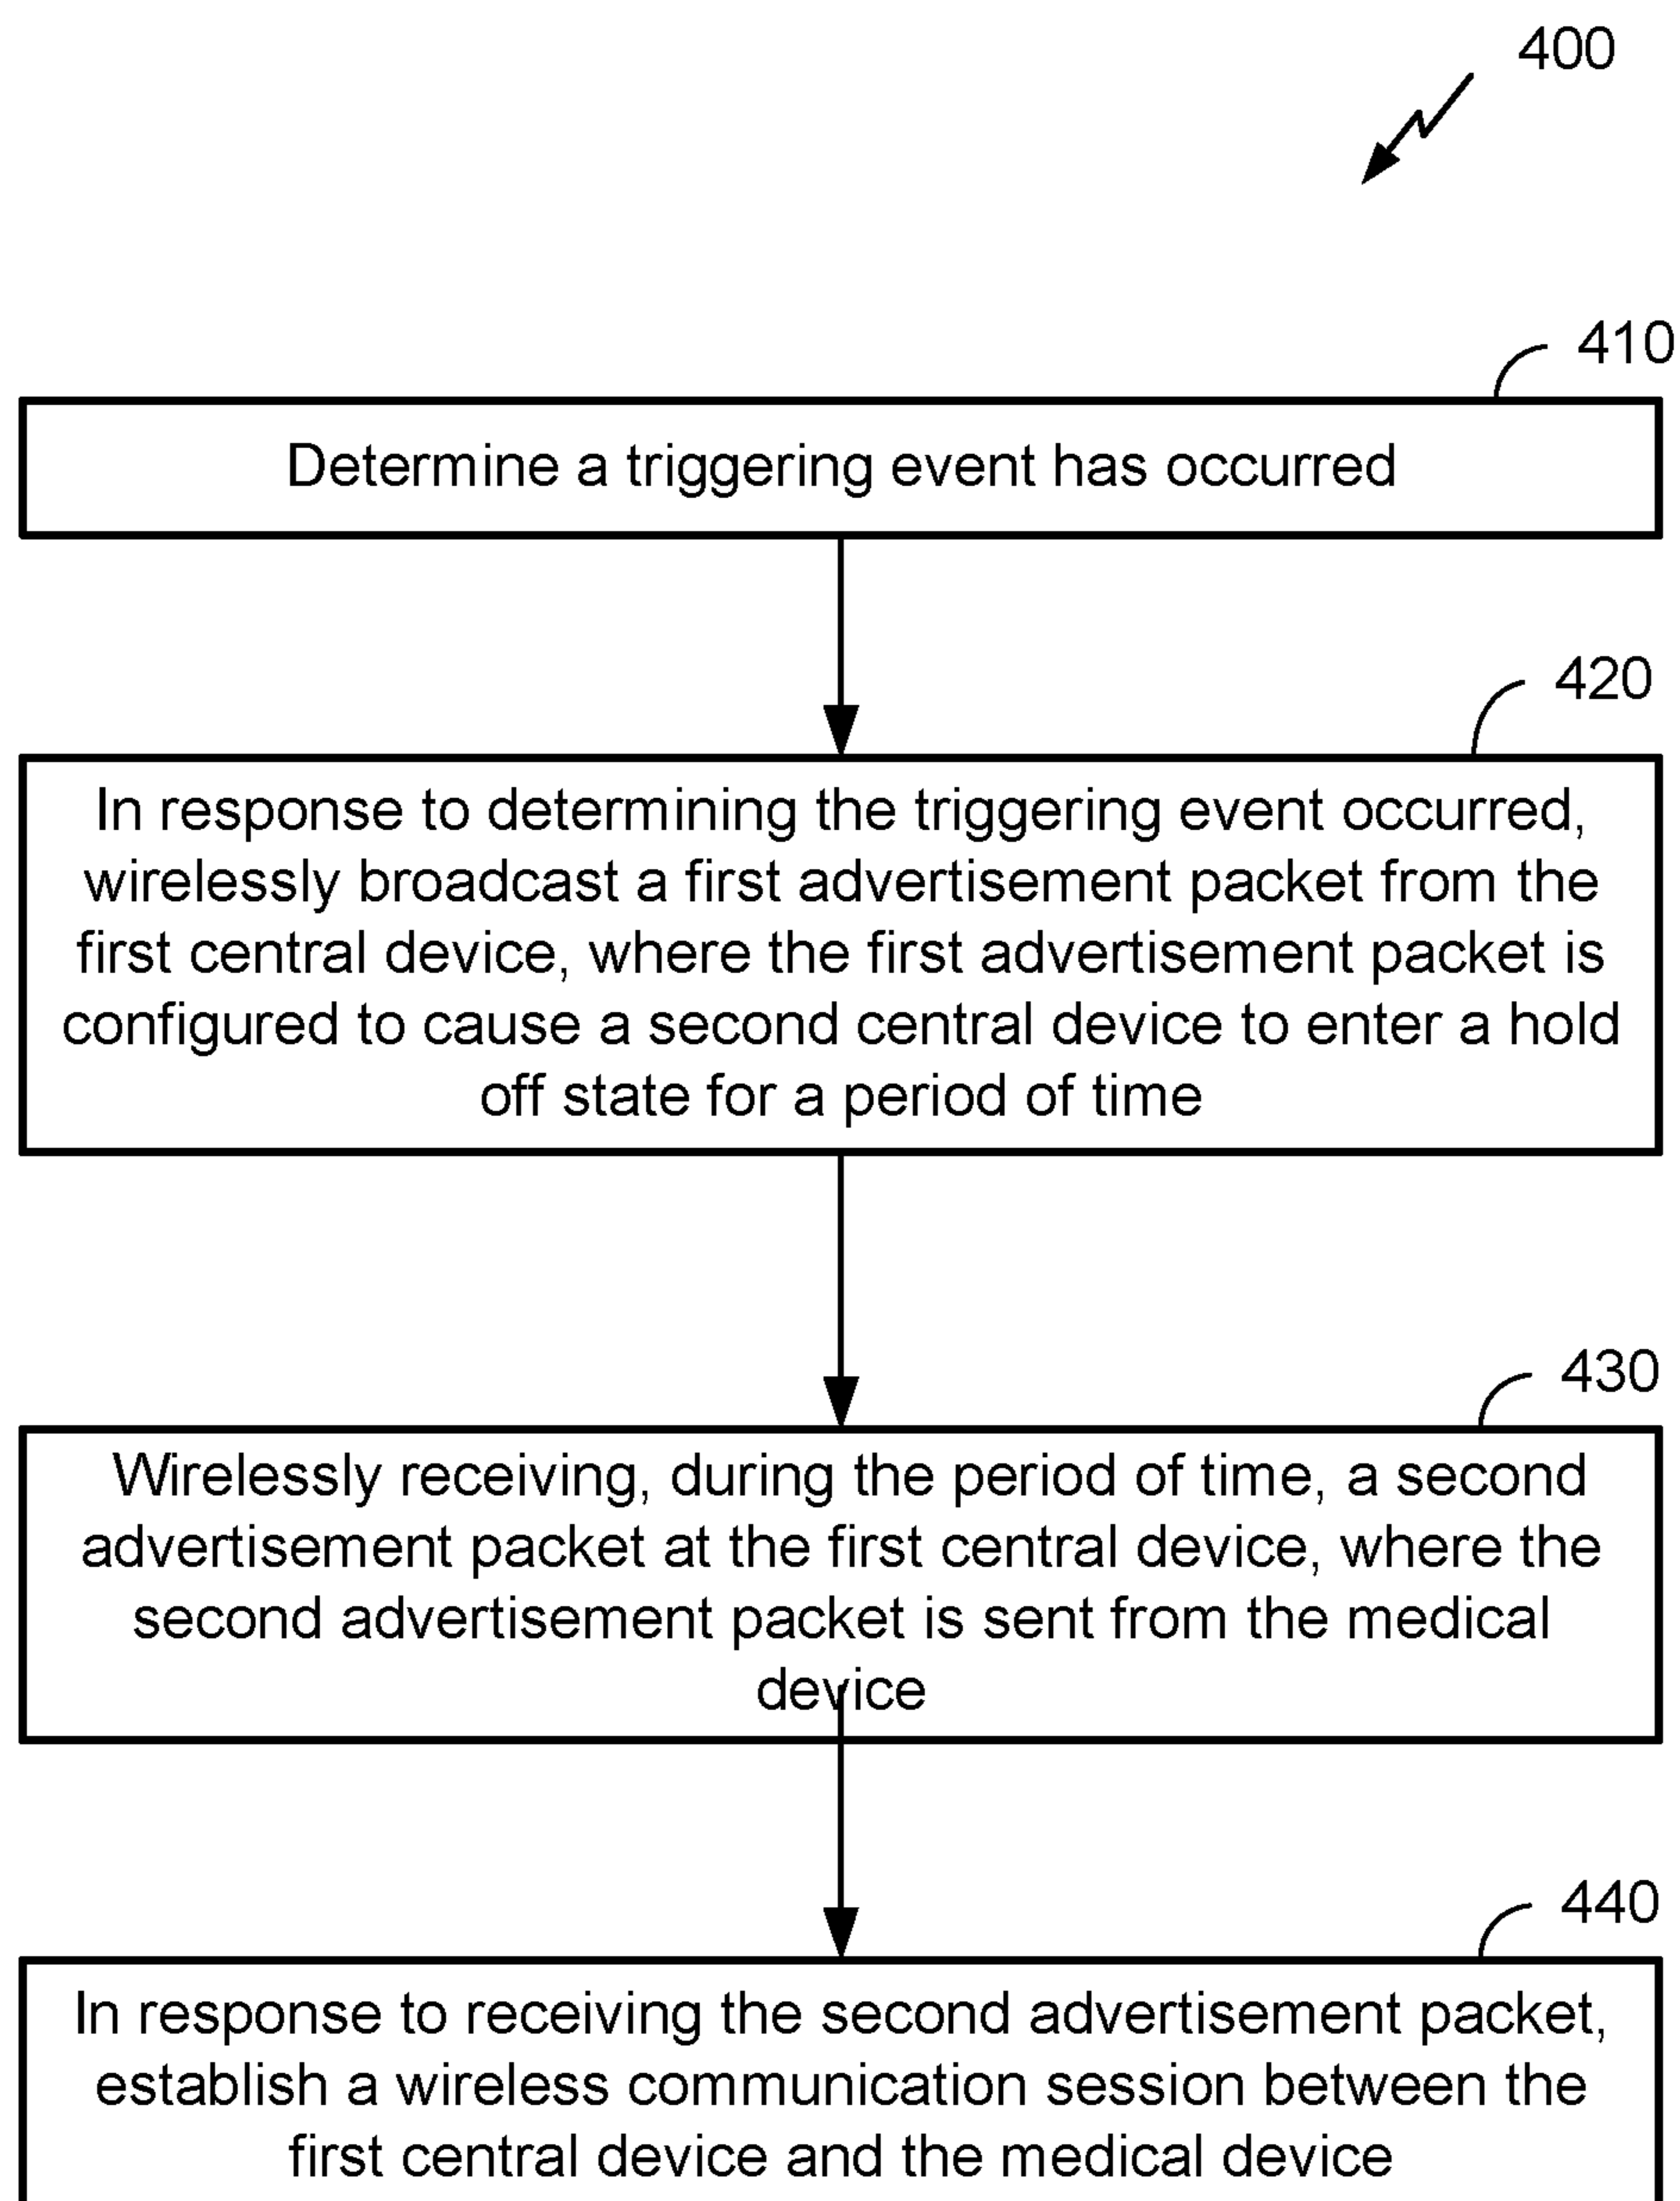 400
410
Determine a triggering event has occurred
420
In response to determining the triggering event occurred,
wirelessly broadcast a first advertisement packet from the
first central device, where the first advertisement packet is
configured to cause a second central device to enter a hold
off state for a period of time
430
Wirelessly receiving, during the period of time, a second
advertisement packet at the first central device, where the
second advertisement packet is sent from the medical
device
440
In response to receiving the second advertisement packet,
establish a wireless communication session between the
first central device and the medical device